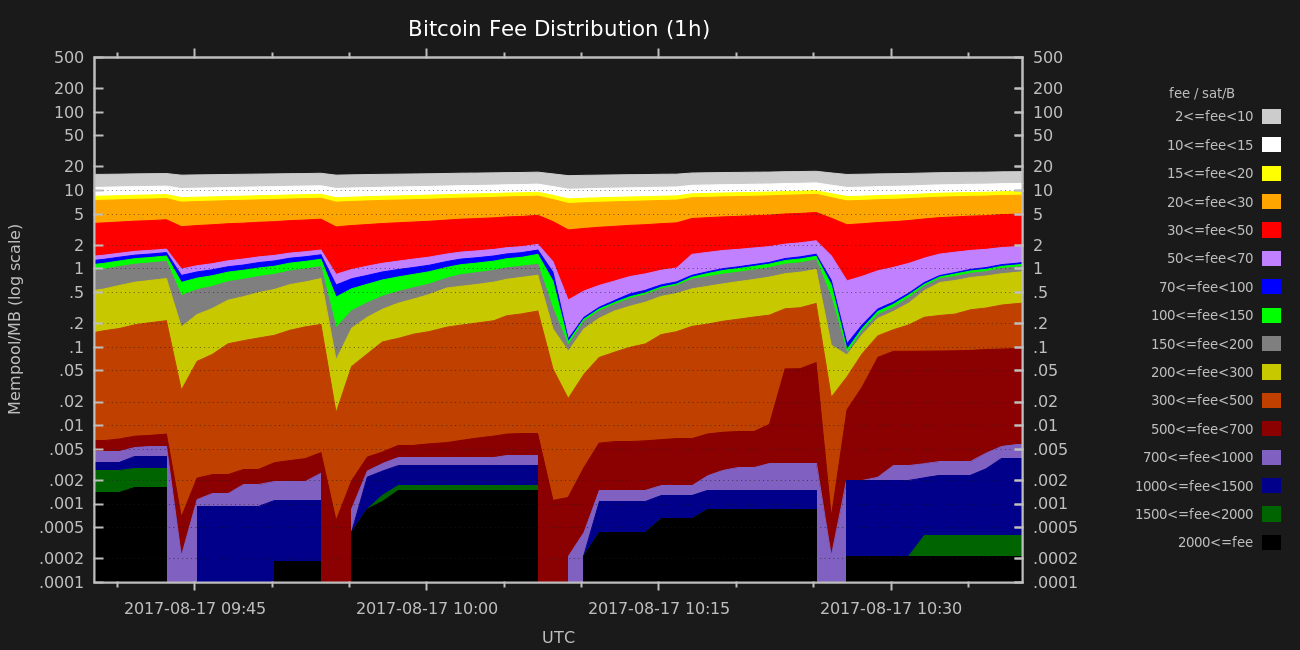 Bitcoin Fee Distribution (1h)
Mempool/MB (log scale)
500
200
100
50
20
10
5
2
1
.5
.2
.1
.05
.02
.01
.005
.002
.001
.0005
.0002
.0001
500
200
100
50
20
10
5
2
1
.5
.2
.1
.05
.02
.01
.005
.002
.001
.0005
.0002
.0001
2017-08-17 09:45
2017-08-17 10:00
2017-08-17 10:15
2017-08-17 10:30
UTC
fee / sat/B
2<=fee<10
10<=fee<15
15<=fee<20
20<=fee<30
30<=fee<50
50<=fee<70
70<=fee<100
100<=fee<150
150<=fee<200
200<=fee<300
300<=fee<500
500<=fee<700
700<=fee<1000
1000<=fee<1500
1500<=fee<2000
2000<=fee